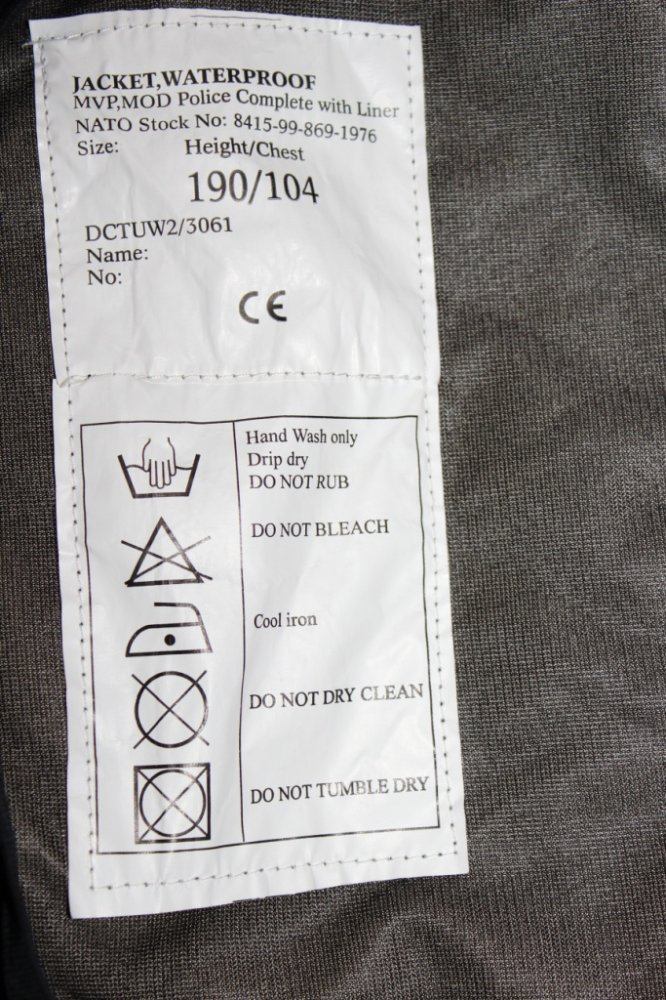 JACKET,WATERPROOF
MVP,MOD Police Complete with Liner
NATO Stock No: 8415-99-869-1976
Size: Height/Chest
190/104
DCTUW2/3061
Name:
No:
CE
Hand Wash only
Drip dry
DO NOT RUB
DO NOT BLEACH
Cool iron
DO NOT DRY CLEAN
DO NOT TUMBLE DRY